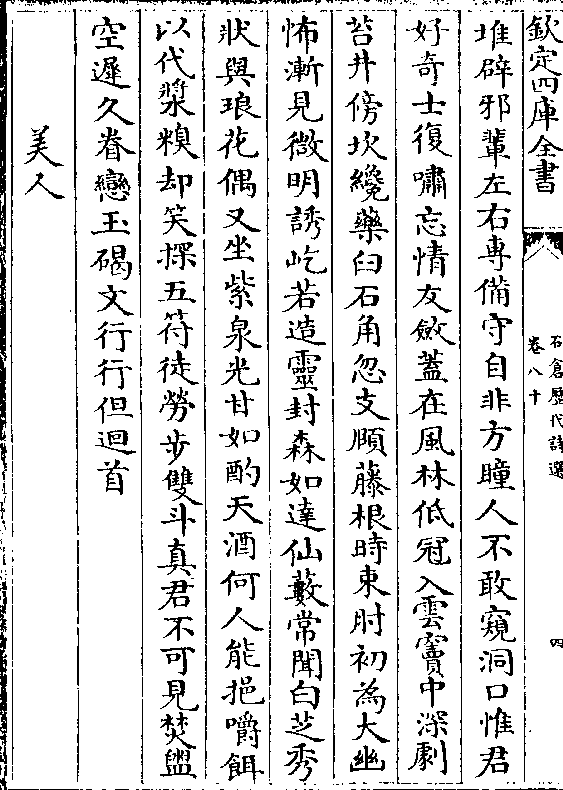 欽定四庫全書
石倉歷代詩選
卷八十
四
堆辟邪輩左右專備守自非方瞳人不敢窺洞口惟君
好奇士復嘯忘情友斂蓋在風林低冠入雲竇中深劇
苔井傍坎纔藥臼石角忽支頤藤根時束肘初為大幽
怖漸見微明誘屹若造靈封森如達仙藪常聞白芝秀
狀與琅花偶又坐紫泉光甘如酌天酒何人能挹嚼餌
以代漿糗却笑探五符徒勞步雙斗真君不可見焚盥
空遲久眷戀玉碣文行行但迴首
美人